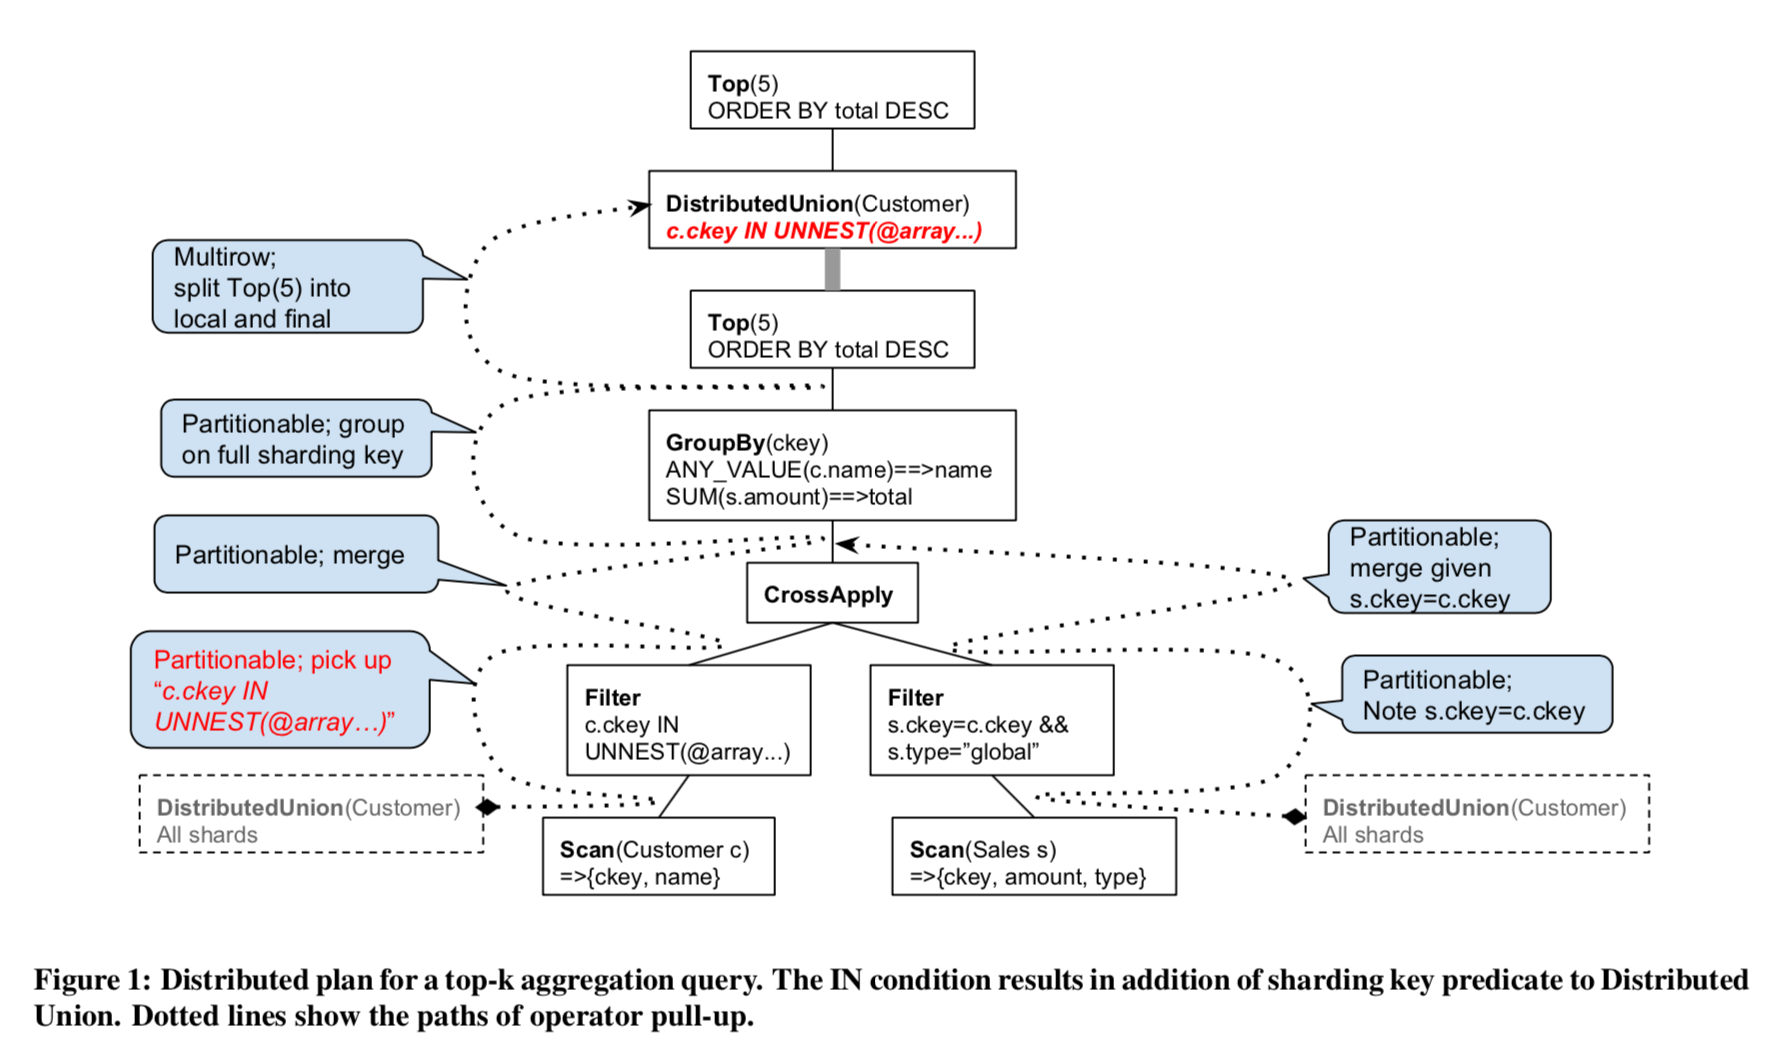 Top(5)
ORDER BY total DESC
DistributedUnion(Customer)
c.ckey IN UNNEST(@array...)
Multirow;
split Top(5) into
local and final
Top(5)
ORDER BY total DESC
Partitionable; group
on full sharding key
GroupBy(ckey)
ANY_VALUE(c.name)==>name
SUM(s.amount)==>total
Partitionable; merge
CrossApply
Partitionable;
merge given
s.ckey=c.ckey
Partitionable; pick up
“c.ckey IN
UNNEST(@array…)”
Filter
c.ckey IN
UNNEST(@array...)
Filter
s.ckey=c.ckey &&
s.type=”global”
Partitionable;
Note s.ckey=c.ckey
DistributedUnion(Customer)
All shards
Scan(Customer c)
=>{ckey, name}
Scan(Sales s)
=>{ckey, amount, type}
DistributedUnion(Customer)
All shards
Figure 1: Distributed plan for a top-k aggregation query. The IN condition results in addition of sharding key predicate to Distributed
Union. Dotted lines show the paths of operator pull-up.